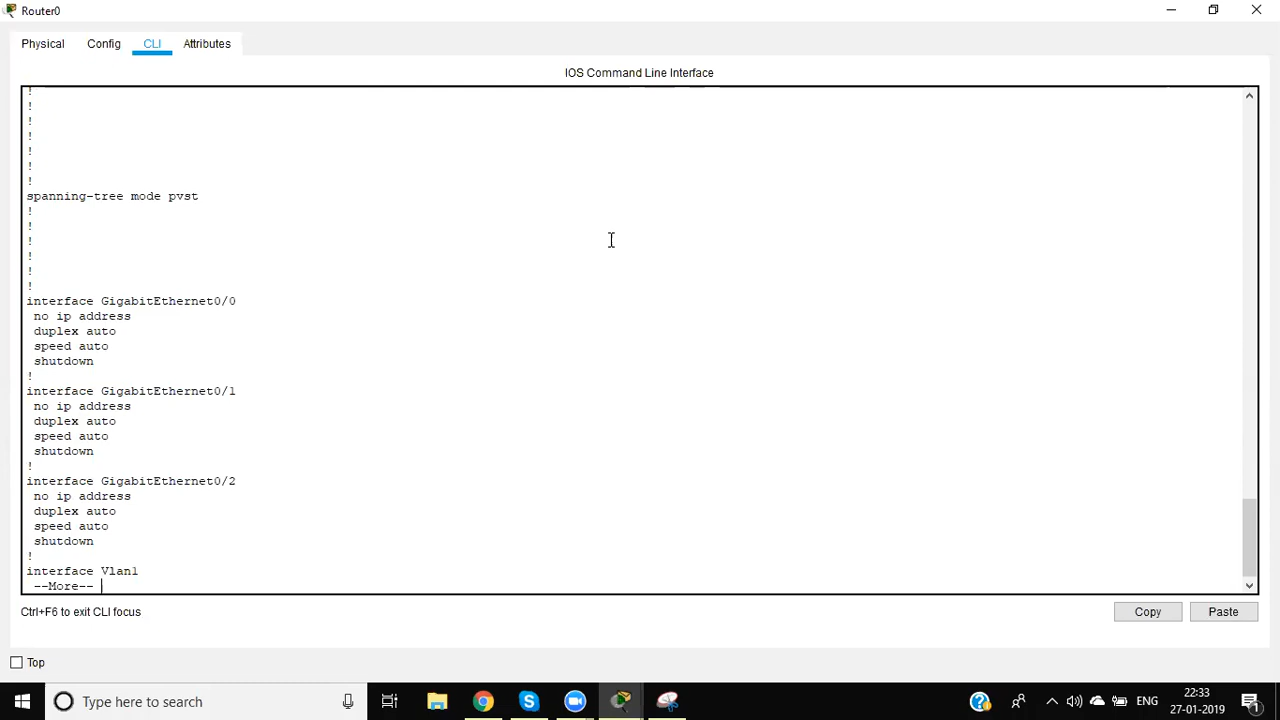 Router0
Physical Config CLI Attributes
IOS Command Line Interface
!
!
!
!
!
!
!
spanning-tree mode pvst
!
!
!
!
!
!
interface GigabitEthernet0/0
no ip address
duplex auto
speed auto
shutdown
!
interface GigabitEthernet0/1
no ip address
duplex auto
speed auto
shutdown
!
interface GigabitEthernet0/2
no ip address
duplex auto
speed auto
shutdown
!
interface Vlan1
--More--
Ctrl+F6 to exit CLI focus
Copy Paste
Top
Type here to search
ENG
22:33
27-01-2019
1